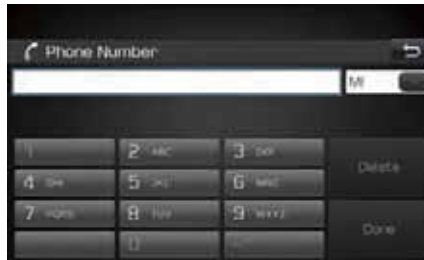 Phone Number
MI
1
2 ABC
3 DEF
Delete
4 GHI
5 JKL
6 MNO
7 PQRS
8 TUV
9 WXYZ
0
Done